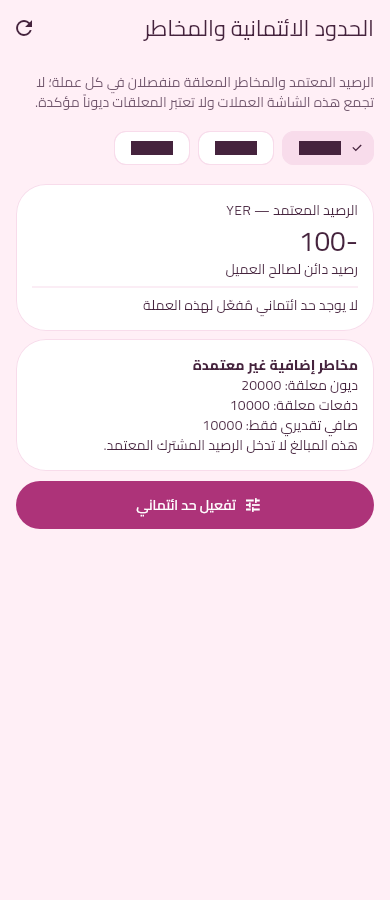 الحدود الائتمانية والمخاطر
الرصيد المعتمد والمخاطر المعلقة منفصلان في كل عملة؛ لا
تجمع هذه الشاشة العملات ولا تعتبر المعلقات ديوناً مؤكدة.
الرصيد المعتمد — YER
100-
رصيد دائن لصالح العميل
لا يوجد حد ائتماني مُفعّل لهذه العملة
مخاطر إضافية غير معتمدة
ديون معلقة: 20000
دفعات معلقة: 10000
صافي تقديري فقط: 10000
هذه المبالغ لا تدخل الرصيد المشترك المعتمد.
تفعيل حد ائتماني